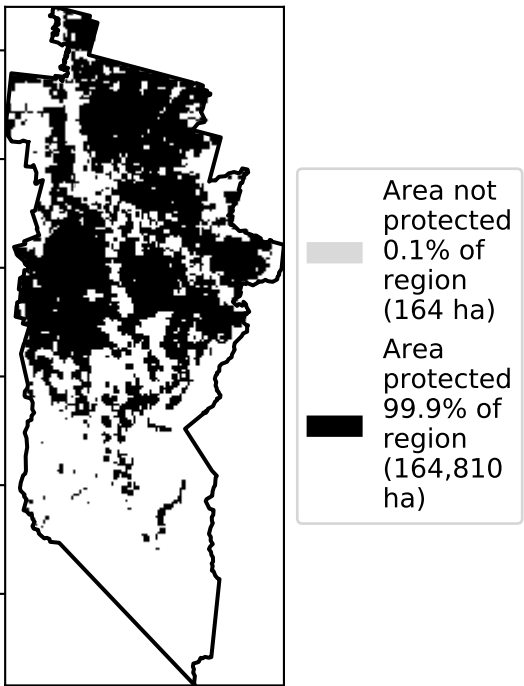 Area not
protected
0.1% of
region
(164 ha)
Area
protected
99.9% of
region
(164,810
ha)